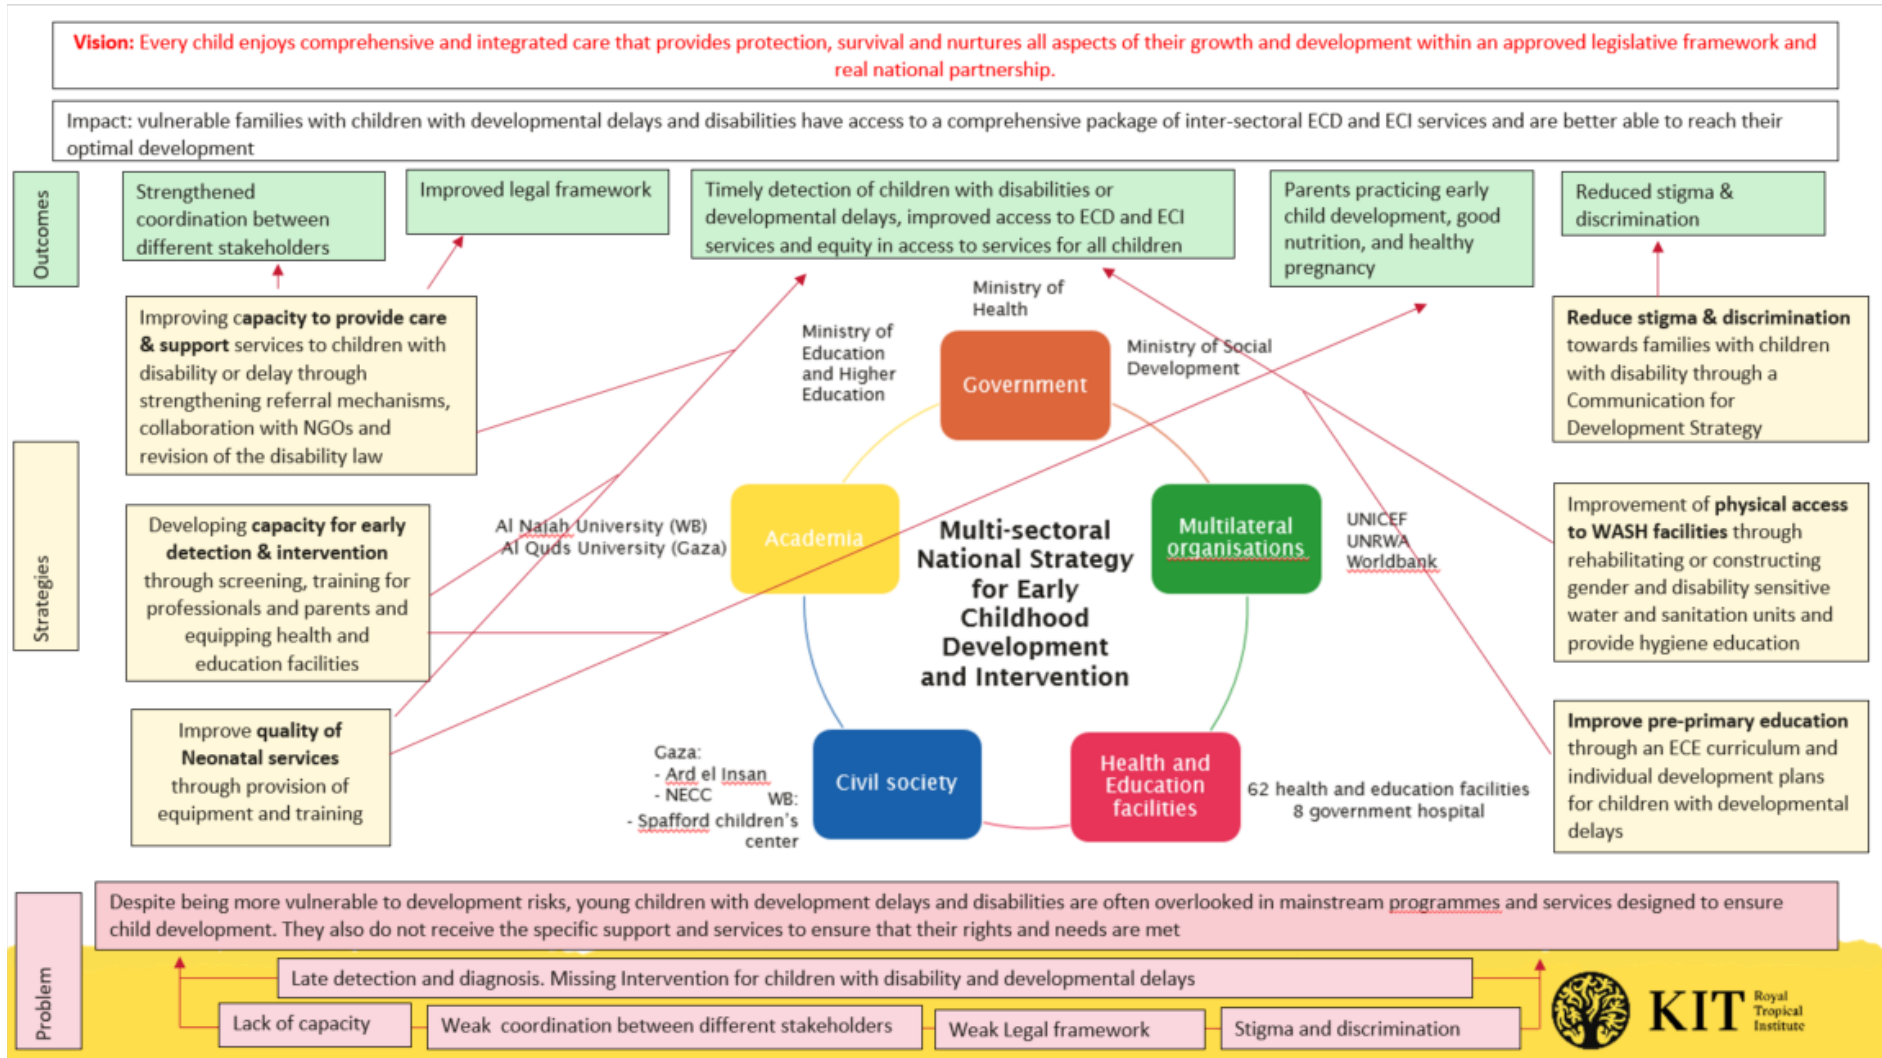 Vision: Every child enjoys comprehensive and integrated care that provides protection, survival and nurtures all aspects of their growth and development within an approved legislative framework and
real national partnership.
Impact: vulnerable families with children with developmental delays and disabilities have access to a comprehensive package of inter-sectoral ECD and ECI services and are better able to reach their
optimal development
Outcomes
Strengthened
coordination between
different stakeholders
Improved legal framework
Timely detection of children with disabilities or
developmental delays, improved access to ECD and ECI
services and equity in access to services for all children
Parents practicing early
child development, good
nutrition, and healthy
pregnancy
Reduced stigma &
discrimination
Strategies
Improving capacity to provide care
& support services to children with
disability or delay through
strengthening referral mechanisms,
collaboration with NGOs and
revision of the disability law
Developing capacity for early
detection & intervention
through screening, training for
professionals and parents and
equipping health and
education facilities
Improve quality of
Neonatal services
through provision of
equipment and training
Ministry of
Health
Ministry of
Education
and Higher
Education
Government
Ministry of Social
Development
Al Najah University (WB)
Al Quds University (Gaza)
Academia
Multi-sectoral
National Strategy
for Early
Childhood
Development
and Intervention
Multilateral
organisations
UNICEF
UNRWA
Worldbank
Gaza:
- Ard el Insan
- NECC
WB:
- Spafford children's
center
Civil society
Health and
Education
facilities
62 health and education facilities
8 government hospital
Reduce stigma & discrimination
towards families with children
with disability through a
Communication for
Development Strategy
Improvement of physical access
to WASH facilities through
rehabilitating or constructing
gender and disability sensitive
water and sanitation units and
provide hygiene education
Improve pre-primary education
through an ECE curriculum and
individual development plans
for children with developmental
delays
Problem
Despite being more vulnerable to development risks, young children with development delays and disabilities are often overlooked in mainstream programmes and services designed to ensure
child development. They also do not receive the specific support and services to ensure that their rights and needs are met
Late detection and diagnosis. Missing Intervention for children with disability and developmental delays
Lack of capacity
Weak coordination between different stakeholders
Weak Legal framework
Stigma and discrimination
KIT
Royal
Tropical
Institute